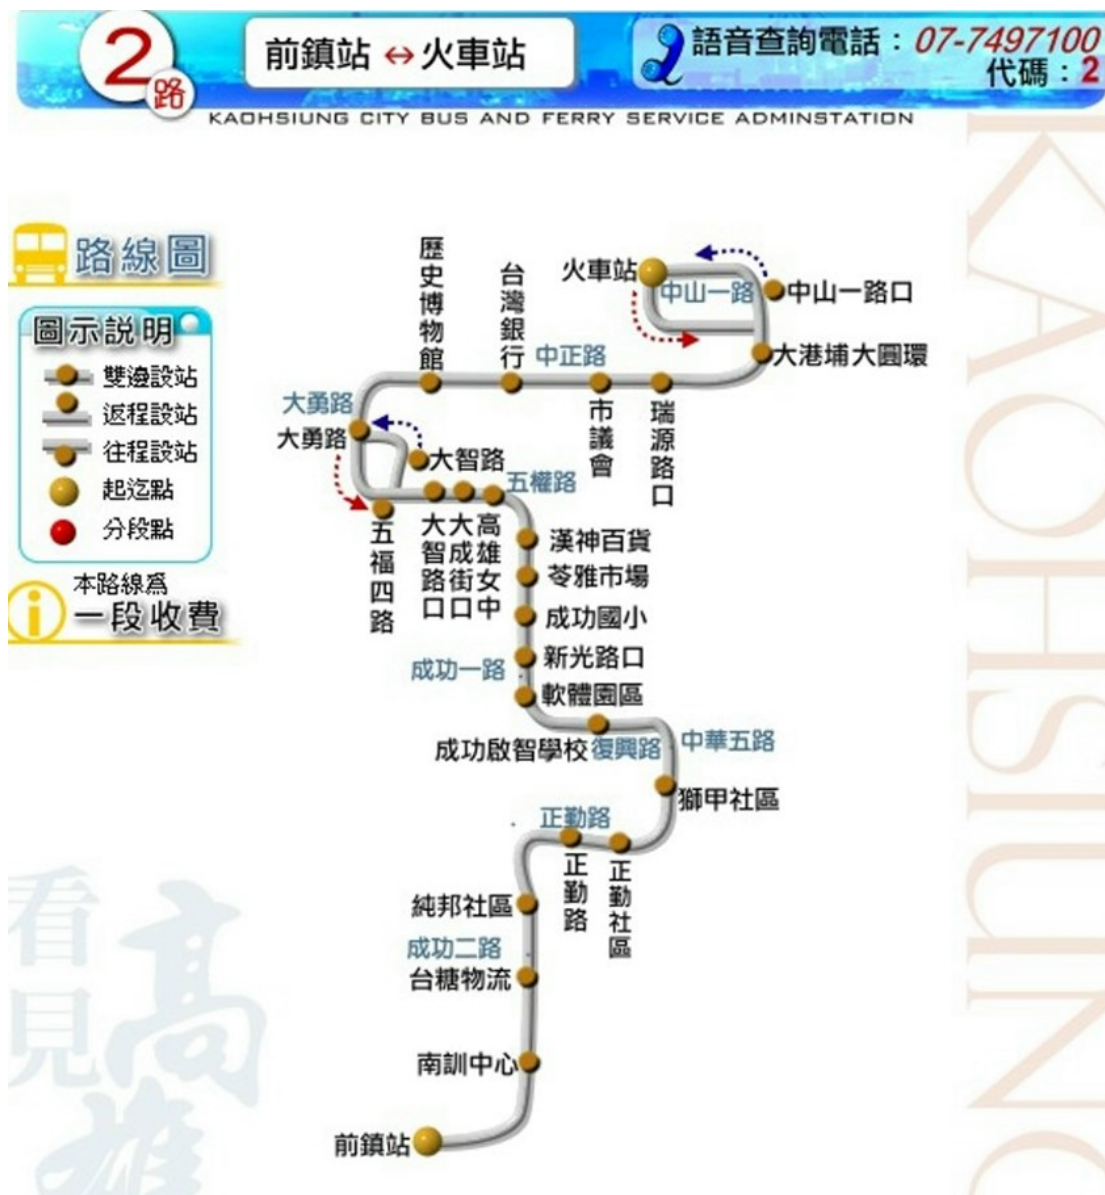 2路
前鎮站 ↔ 火車站
語音查詢電話：07-7497100
代碼：2
KAOHSIUNG CITY BUS AND FERRY SERVICE ADMINSTATION
路線圖
圖示説明
雙邊設站
返程設站
往程設站
起迄點
分段點
本路線為
一段收費
火車站
中山一路
中山一路口
大港埔大圓環
瑞源路口
市議會
中正路
台灣銀行
歷史博物館
大勇路
大勇路
大智路
五福四路
大智路口
大成街口
高雄女中
五權路
漢神百貨
苓雅市場
成功國小
新光路口
成功一路
軟體園區
成功啟智學校
復興路
中華五路
獅甲社區
正勤路
正勤社區
正勤路
純邦社區
成功二路
台糖物流
南訓中心
前鎮站
看見
高雄
KAOHSIUNG